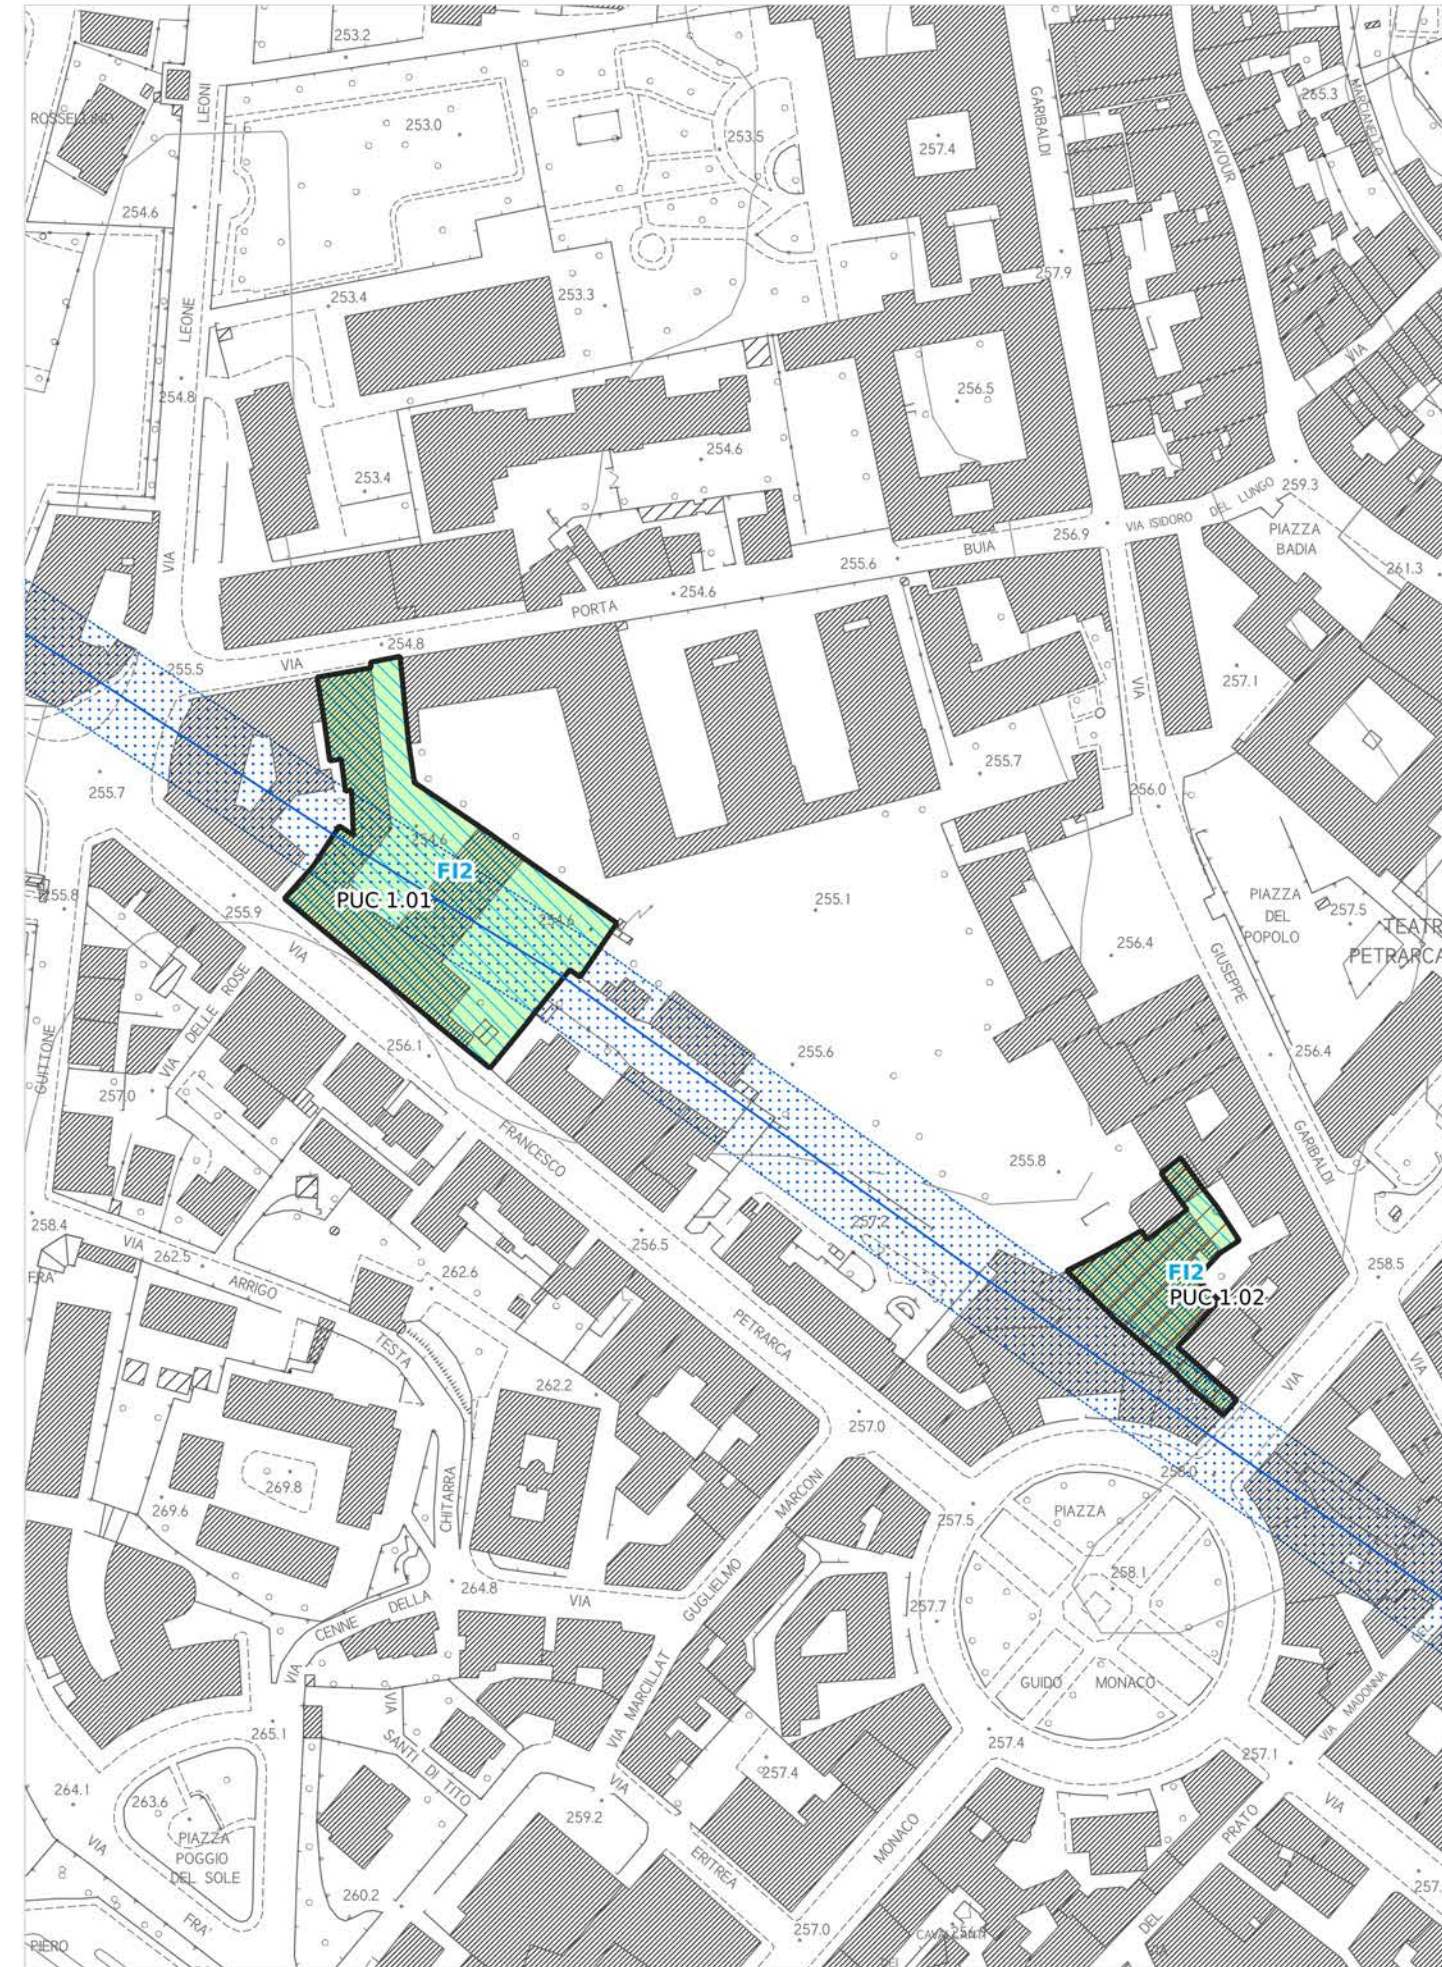 253.2
LEONI
ROSSELLINO
253.0
253.5
257.4
GARIBALDI
CAVOUR
265.3
MARCIANELLO
254.6
257.9
253.4
253.3
LEONE
VIA
254.8
256.5
254.6
253.4
259.3
VIA ISIDORO DEL LUNGO
PIAZZA
BADIA
256.9
BUIA
255.6
261.3
VIA
254.6
PORTA
254.8
VIA
255.5
257.1
VIA
255.7
255.7
256.0
254.6
FI2
PUC 1.01
254.6
255.8
255.9
255.1
PIAZZA
DEL
POPOLO
257.5
TEATR
PETRARCA
256.4
VIA
VIA DELLE ROSE
GIUSEPPE
GUITTONE
256.1
255.6
256.4
257.0
FRANCESCO
255.8
GARIBALDI
258.4
VIA
262.5
257.2
256.5
FRA'
ARRIGO
262.6
FI2
PUC 1.02
258.5
PETRARCA
TESTA
VIA
VIA
262.2
257.0
258.0
269.8
269.6
CHITARRA
MARCONI
257.5
PIAZZA
258.1
264.8
VIA
GUGLIELMO
257.7
CENNE DELLA
VIA
GUIDO MONACO
VIA
SANTI DI TITO
VIA MARCILLAT
VIA MADONNA
265.1
257.4
257.1
264.1
263.6
VIA
257.4
259.2
VIA
PIAZZA
POGGIO
DEL SOLE
VIA
MONACO
PRATO
ERITREA
257.
260.2
FRA'
257.0
DEL
PIERO
CAVALCANTI
VIA
DEL